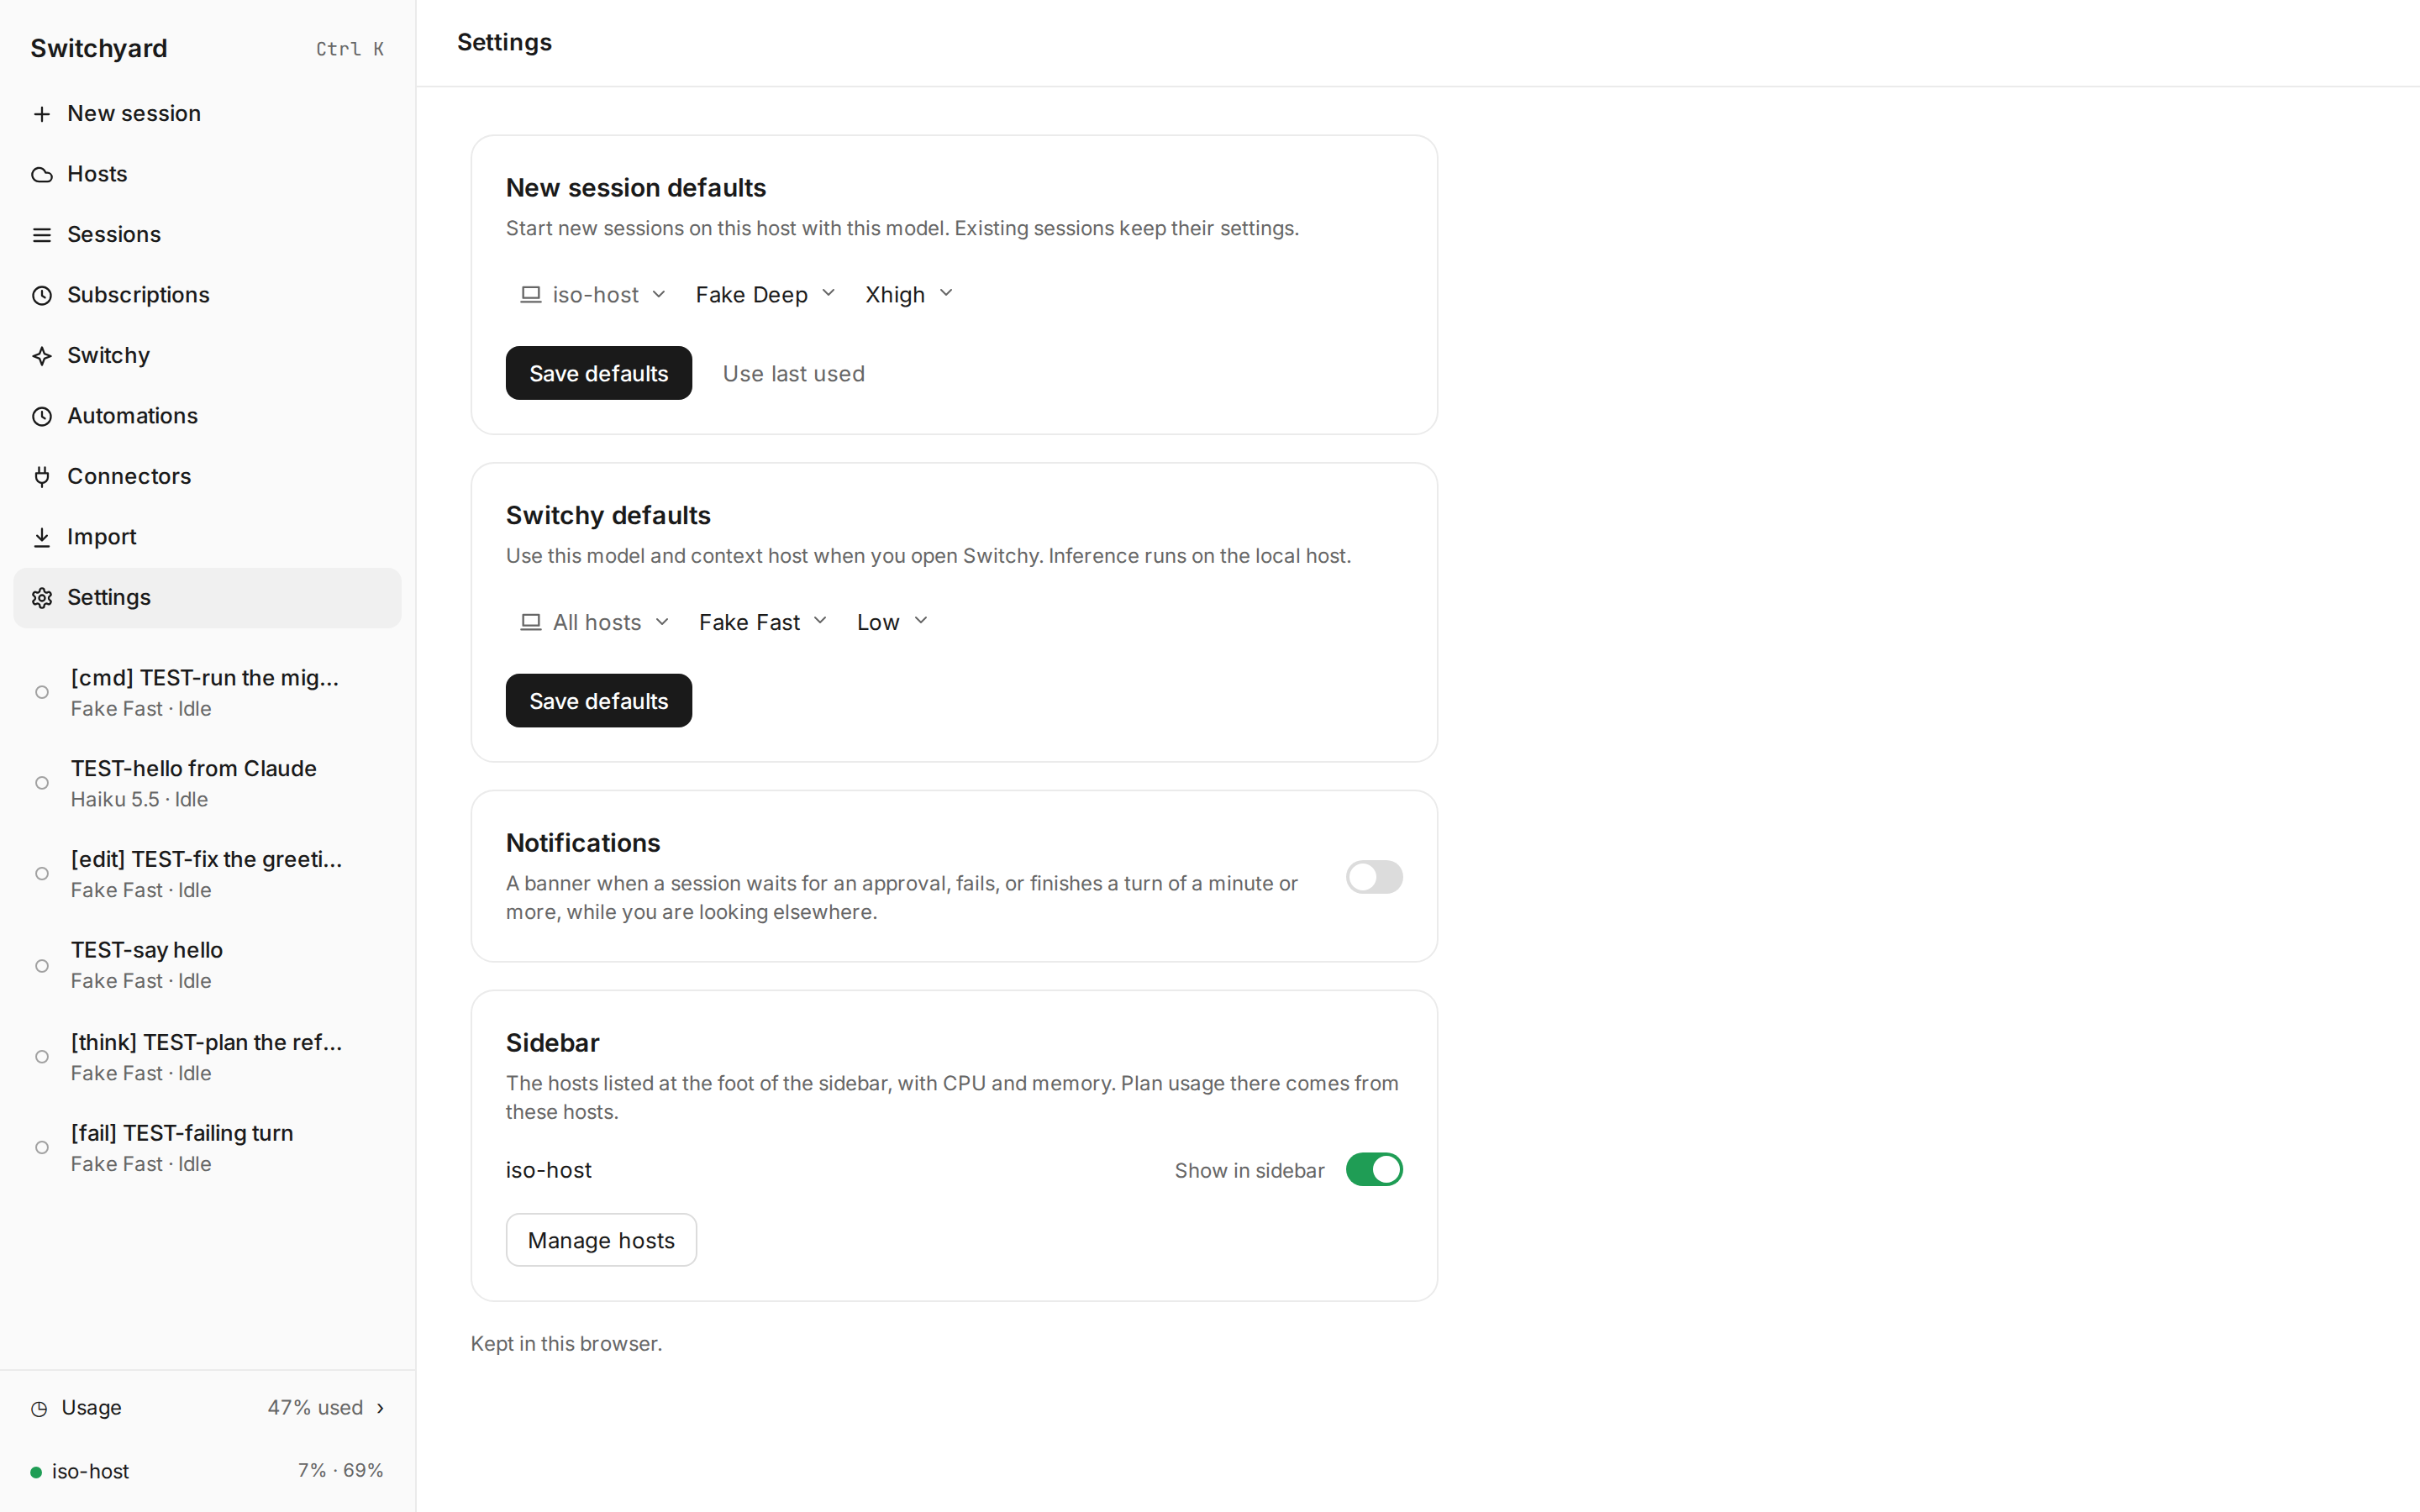 Switchyard
Ctrl K
New session
Hosts
Sessions
Subscriptions
Switchy
Automations
Connectors
Import
Settings
[cmd] TEST-run the mig...
Fake Fast · Idle
TEST-hello from Claude
Haiku 5.5 · Idle
[edit] TEST-fix the greeti...
Fake Fast · Idle
TEST-say hello
Fake Fast · Idle
[think] TEST-plan the ref...
Fake Fast · Idle
[fail] TEST-failing turn
Fake Fast · Idle
Usage 47% used
iso-host 7% · 69%
Settings
New session defaults
Start new sessions on this host with this model. Existing sessions keep their settings.
iso-host Fake Deep Xhigh
Save defaults Use last used
Switchy defaults
Use this model and context host when you open Switchy. Inference runs on the local host.
All hosts Fake Fast Low
Save defaults
Notifications
A banner when a session waits for an approval, fails, or finishes a turn of a minute or
more, while you are looking elsewhere.
Sidebar
The hosts listed at the foot of the sidebar, with CPU and memory. Plan usage there comes from
these hosts.
iso-host Show in sidebar
Manage hosts
Kept in this browser.